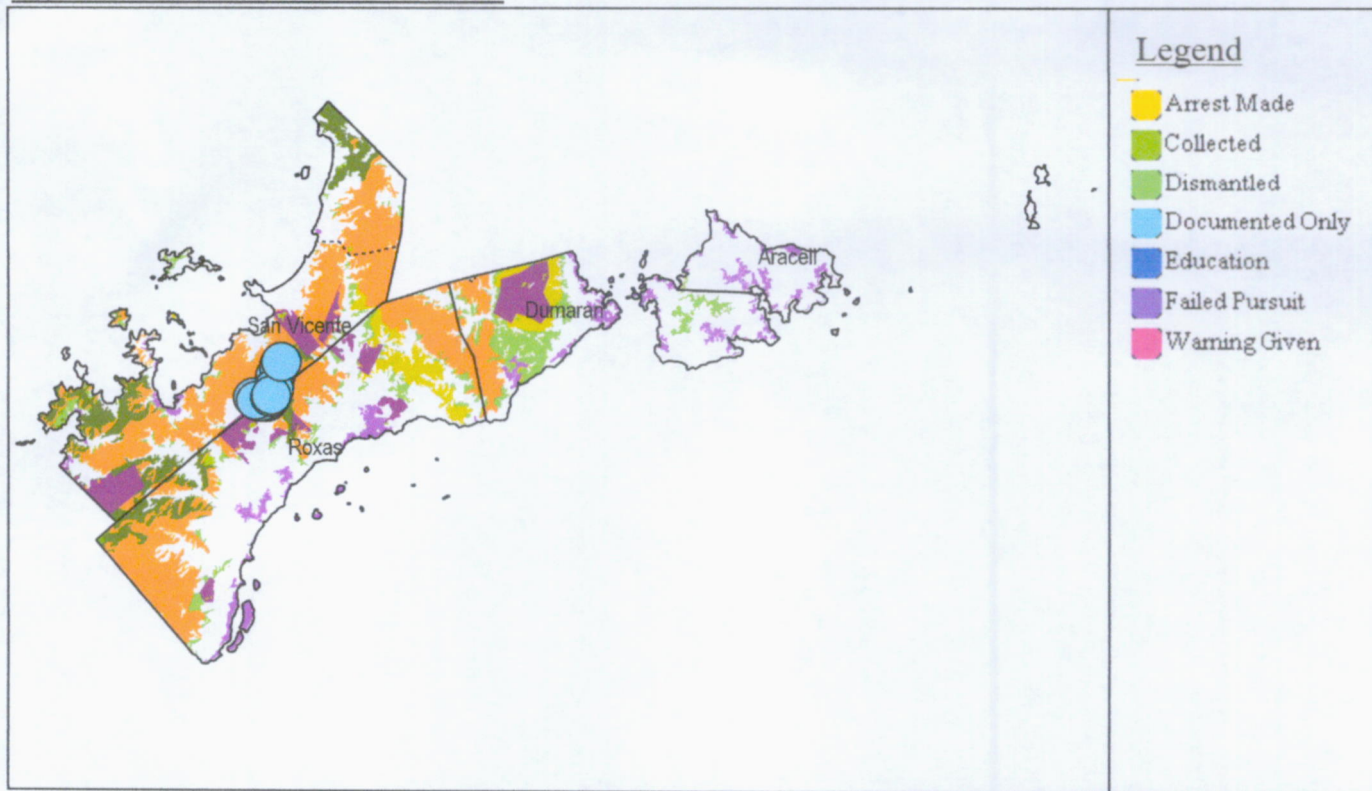 Legend
Arrest Made
Collected
Dismantled
Documented Only
Education
Failed Pursuit
Warning Given
Araceli
Dumaran
San Vicente
Roxas